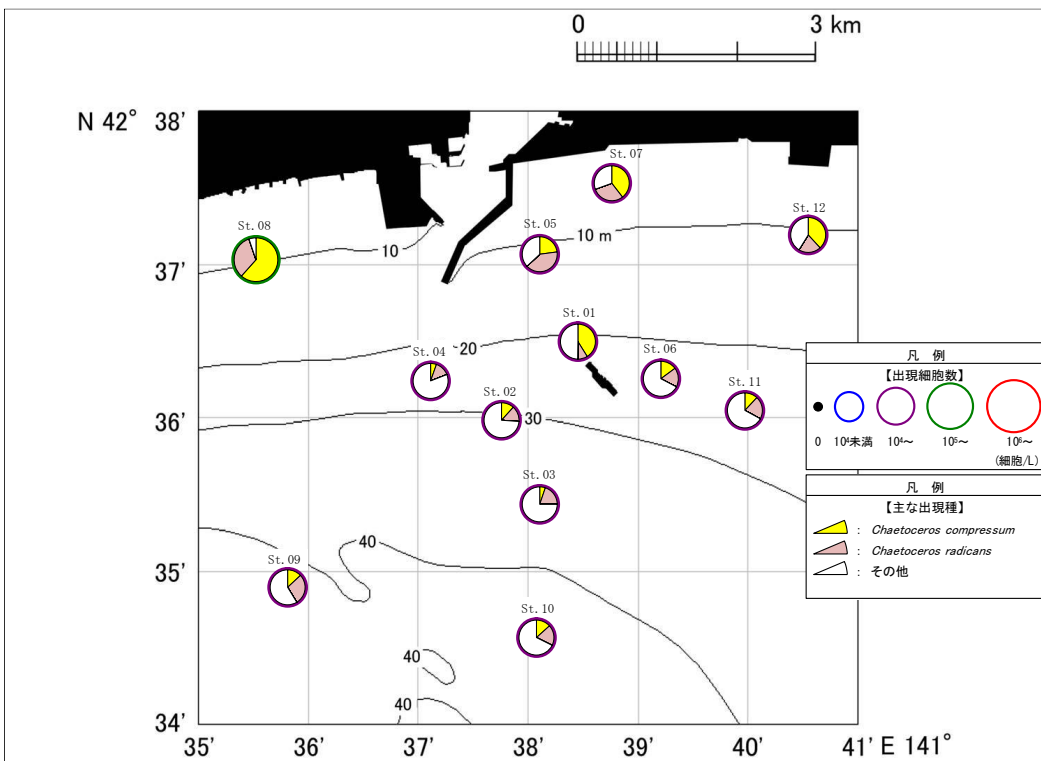 0 3 km
N 42° 38'
St.07
St.12
St.08
St.05
10 m
10
37'
St.01
St.04
20
St.06
St.02
St.11
凡 例
【出現細胞数】
0 10⁴未満 10⁴～ 10⁵～ 10⁶～
(細胞/L)
36'
30
St.03
凡 例
【主な出現種】
: Chaetoceros compressum
: Chaetoceros radicans
: その他
40
St.09
35'
St.10
40
40
34'
35' 36' 37' 38' 39' 40' 41' E 141°